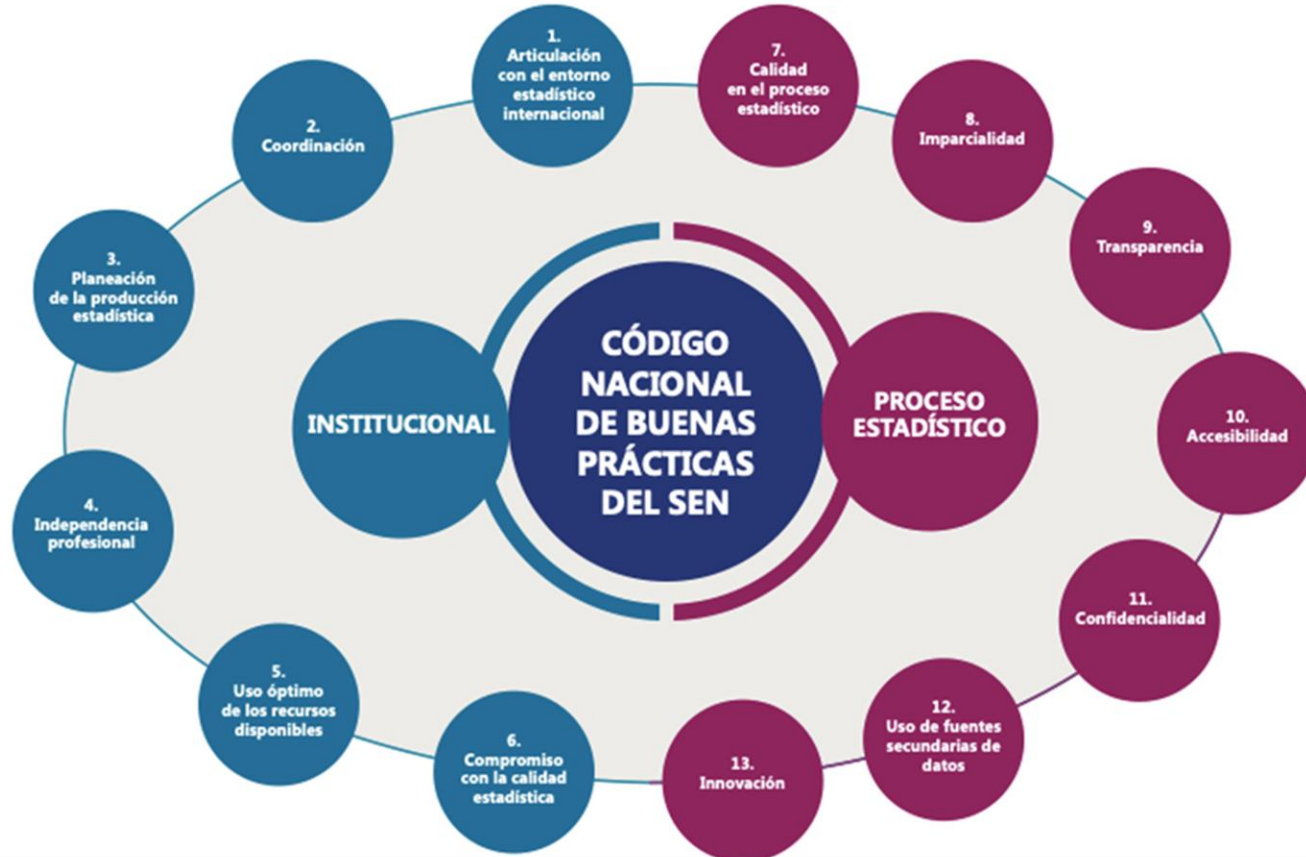 1.
Articulación
con el entorno
estadístico
internacional
2.
Coordinación
3.
Planeación
de la producción
estadística
4.
Independencia
profesional
5.
Uso óptimo
de los recursos
disponibles
6.
Compromiso
con la calidad
estadística
INSTITUCIONAL
CÓDIGO
NACIONAL
DE BUENAS
PRÁCTICAS
DEL SEN
PROCESO
ESTADÍSTICO
7.
Calidad
en el proceso
estadístico
8.
Imparcialidad
9.
Transparencia
10.
Accesibilidad
11.
Confidencialidad
12.
Uso de fuentes
secundarias de
datos
13.
Innovación